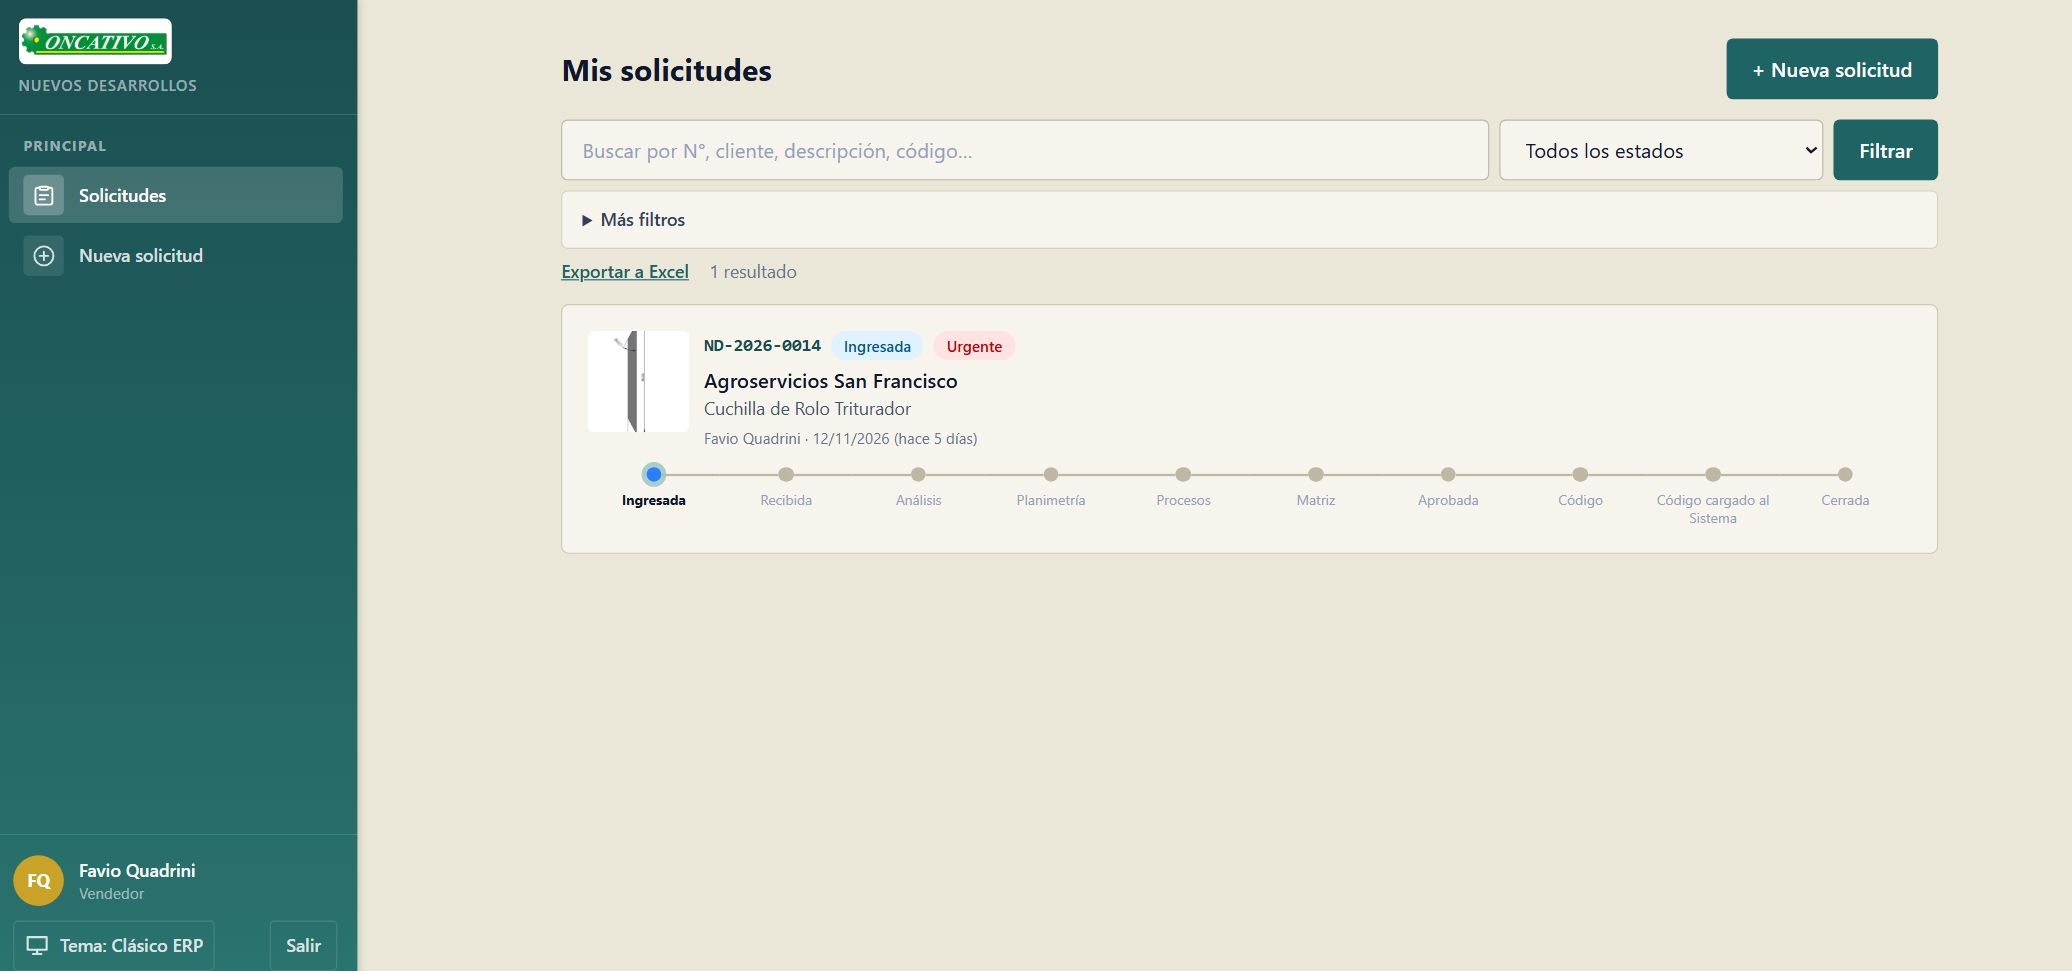 ONCATIVO S.A.
NUEVOS DESARROLLOS
PRINCIPAL
Solicitudes
Nueva solicitud
Favio Quadrini
FQ
Vendedor
Tema: Clásico ERP
Salir
Mis solicitudes
+ Nueva solicitud
Buscar por N°, cliente, descripción, código...
Todos los estados
Filtrar
▶ Más filtros
Exportar a Excel 1 resultado
ND-2026-0014 Ingresada Urgente
Agroservicios San Francisco
Cuchilla de Rolo Triturador
Favio Quadrini · 12/11/2026 (hace 5 días)
Ingresada Recibida Análisis Planimetría Procesos Matriz Aprobada Código Código cargado al Sistema Cerrada